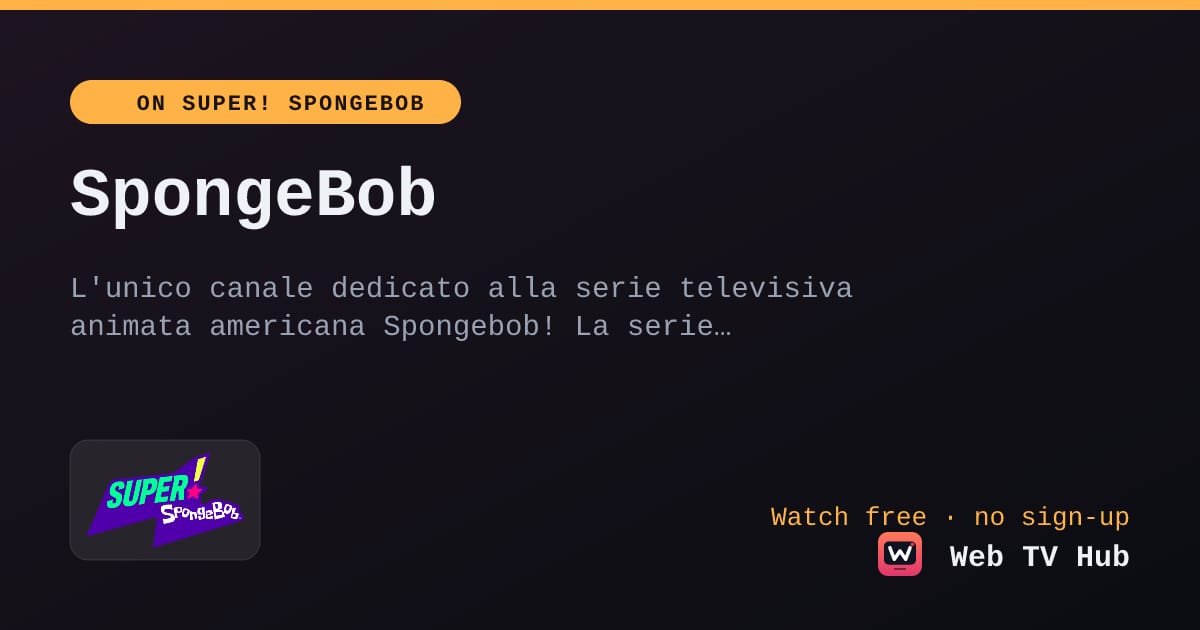 ON SUPER! SPONGEBOB
SpongeBob
L'unico canale dedicato alla serie televisiva
animata americana Spongebob! La serie…
SUPER!
SPONGEBOB
Watch free · no sign-up
W Web TV Hub